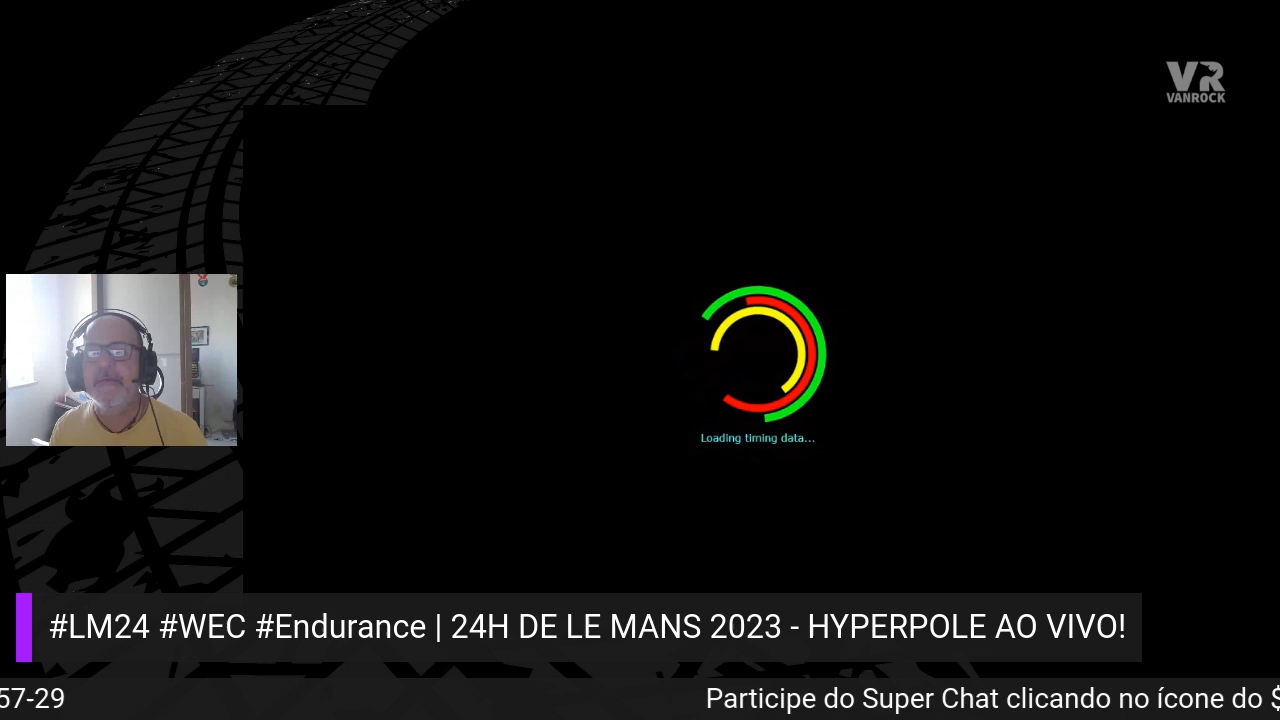 VR
VANROCK
Loading timing data...
#LM24 #WEC #Endurance | 24H DE LE MANS 2023 - HYPERPOLE AO VIVO!
57-29
Participe do Super Chat clicando no ícone do $